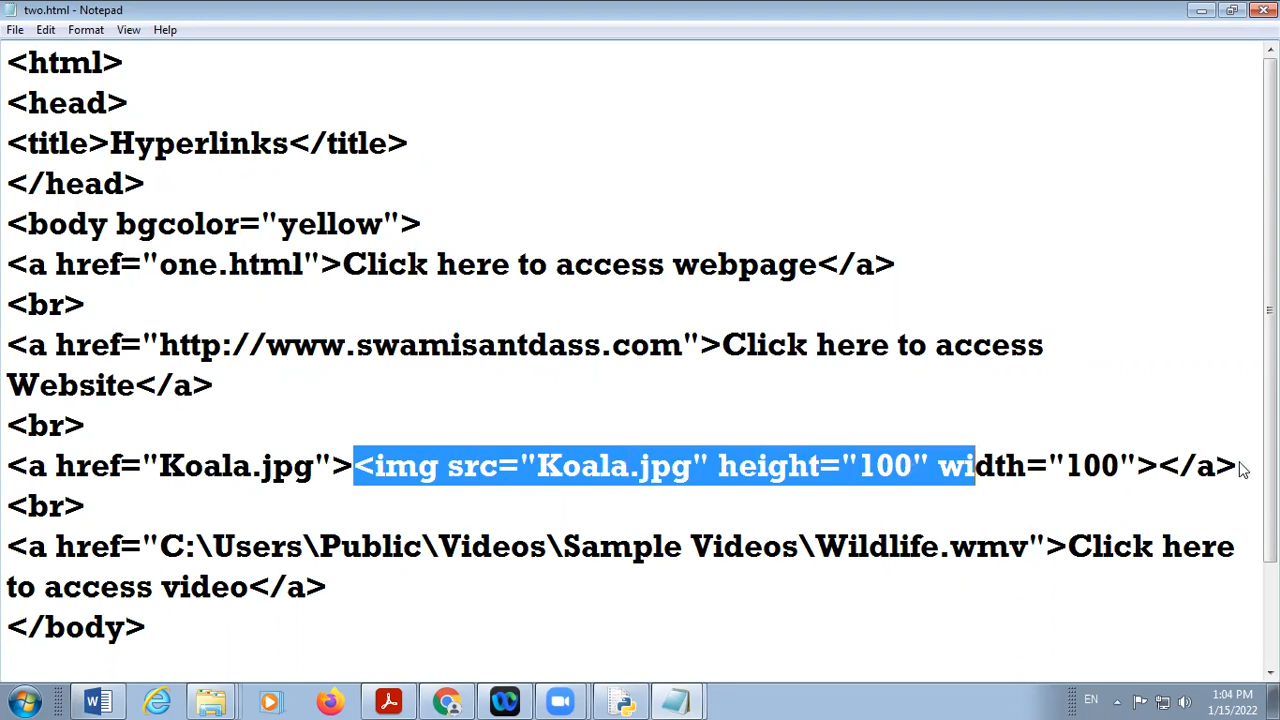 two.html - Notepad
File Edit Format View Help
<html>
<head>
<title>Hyperlinks</title>
</head>
<body bgcolor="yellow">
<a href="one.html">Click here to access webpage</a>
<br>
<a href="http://www.swamisantdass.com">Click here to access
Website</a>
<br>
<a href="Koala.jpg"><img src="Koala.jpg" height="100" width="100"></a>
<br>
<a href="C:\Users\Public\Videos\Sample Videos\Wildlife.wmv">Click here
to access video</a>
</body>
EN
1:04 PM
1/15/2022